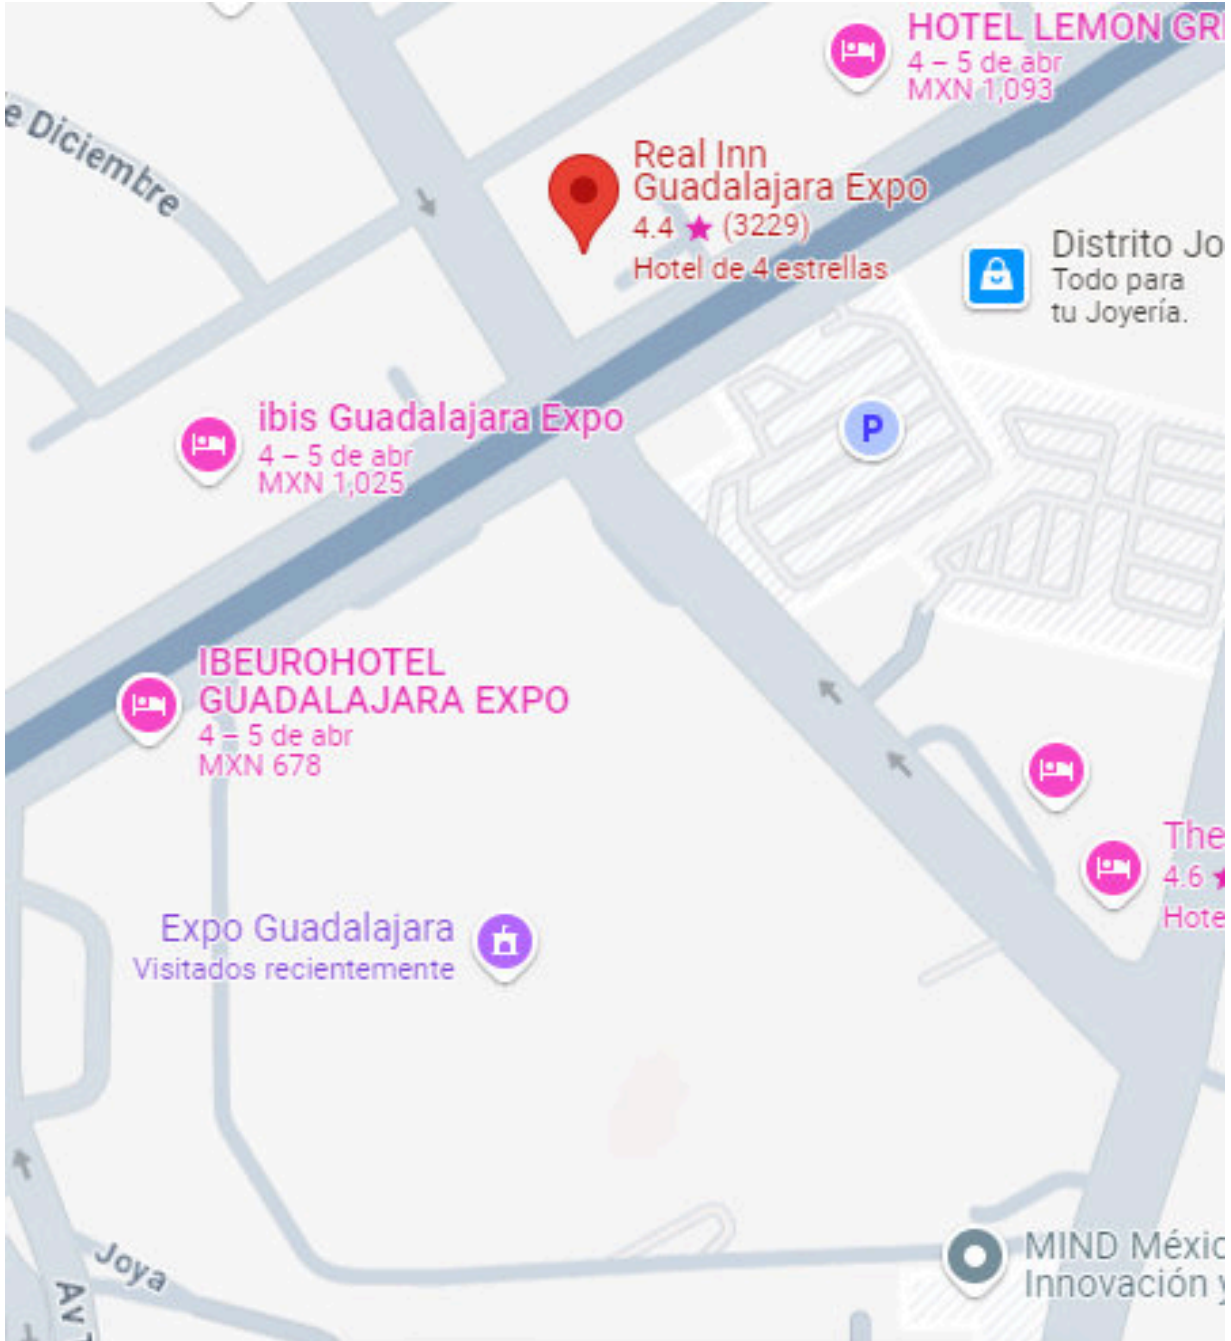 HOTEL LEMON GR
4 – 5 de abr
MXN 1,093
e Diciembre
Real Inn
Guadalajara Expo
4.4 ★ (3229)
Hotel de 4 estrellas
Distrito Jo
Todo para
tu Joyería.
ibis Guadalajara Expo
4 – 5 de abr
MXN 1,025
P
IBEUROHOTEL
GUADALAJARA EXPO
4 – 5 de abr
MXN 678
The
4.6 ★
Hote
Expo Guadalajara
Visitados recientemente
MIND Méxic
Innovación y
Joya
Av